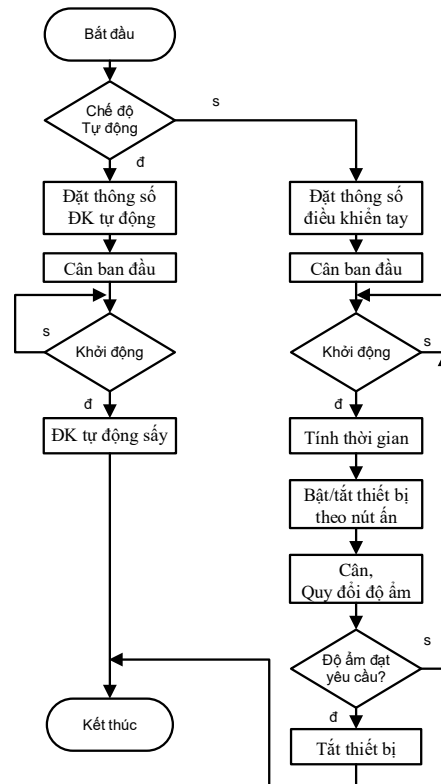 Bắt đầu
Chế độ
Tự động
s
đ
Đặt thông số
ĐK tự động
Cân ban đầu
s
Khởi động
đ
ĐK tự động sấy
Kết thúc
Đặt thông số
điều khiển tay
Cân ban đầu
Khởi động
s
đ
Tính thời gian
Bật/tắt thiết bị
theo nút ấn
Cân,
Quy đổi độ ẩm
Độ ẩm đạt
yêu cầu?
s
đ
Tắt thiết bị